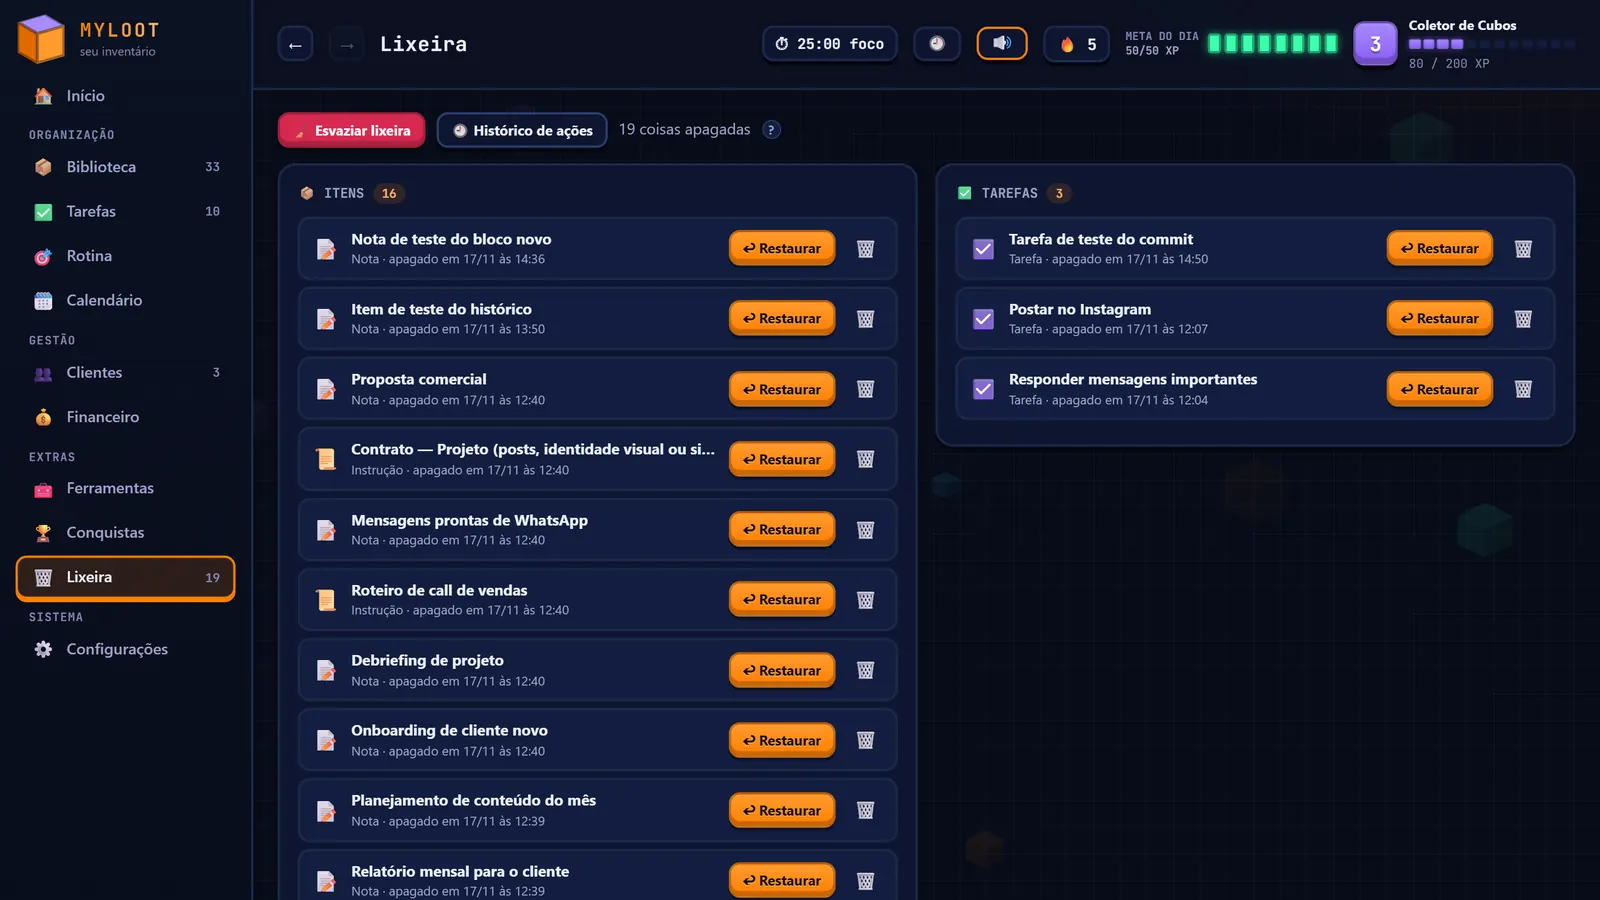 MYLOOT
seu inventário
Início
ORGANIZAÇÃO
Biblioteca 33
Tarefas 10
Rotina
Calendário
GESTÃO
Clientes 3
Financeiro
EXTRAS
Ferramentas
Conquistas
Lixeira 19
SISTEMA
Configurações
← → Lixeira
25:00 foco
5
META DO DIA
50/50 XP
3
Coletor de Cubos
80 / 200 XP
Esvaziar lixeira
Histórico de ações
19 coisas apagadas ?
ITENS 16
Nota de teste do bloco novo
Nota · apagado em 17/11 às 14:36
↩ Restaurar
Item de teste do histórico
Nota · apagado em 17/11 às 13:50
↩ Restaurar
Proposta comercial
Nota · apagado em 17/11 às 12:40
↩ Restaurar
Contrato — Projeto (posts, identidade visual ou si...
Instrução · apagado em 17/11 às 12:40
↩ Restaurar
Mensagens prontas de WhatsApp
Nota · apagado em 17/11 às 12:40
↩ Restaurar
Roteiro de call de vendas
Instrução · apagado em 17/11 às 12:40
↩ Restaurar
Debriefing de projeto
Nota · apagado em 17/11 às 12:40
↩ Restaurar
Onboarding de cliente novo
Nota · apagado em 17/11 às 12:40
↩ Restaurar
Planejamento de conteúdo do mês
Nota · apagado em 17/11 às 12:39
↩ Restaurar
Relatório mensal para o cliente
Nota · apagado em 17/11 às 12:39
↩ Restaurar
TAREFAS 3
Tarefa de teste do commit
Tarefa · apagado em 17/11 às 14:50
↩ Restaurar
Postar no Instagram
Tarefa · apagado em 17/11 às 12:07
↩ Restaurar
Responder mensagens importantes
Tarefa · apagado em 17/11 às 12:04
↩ Restaurar